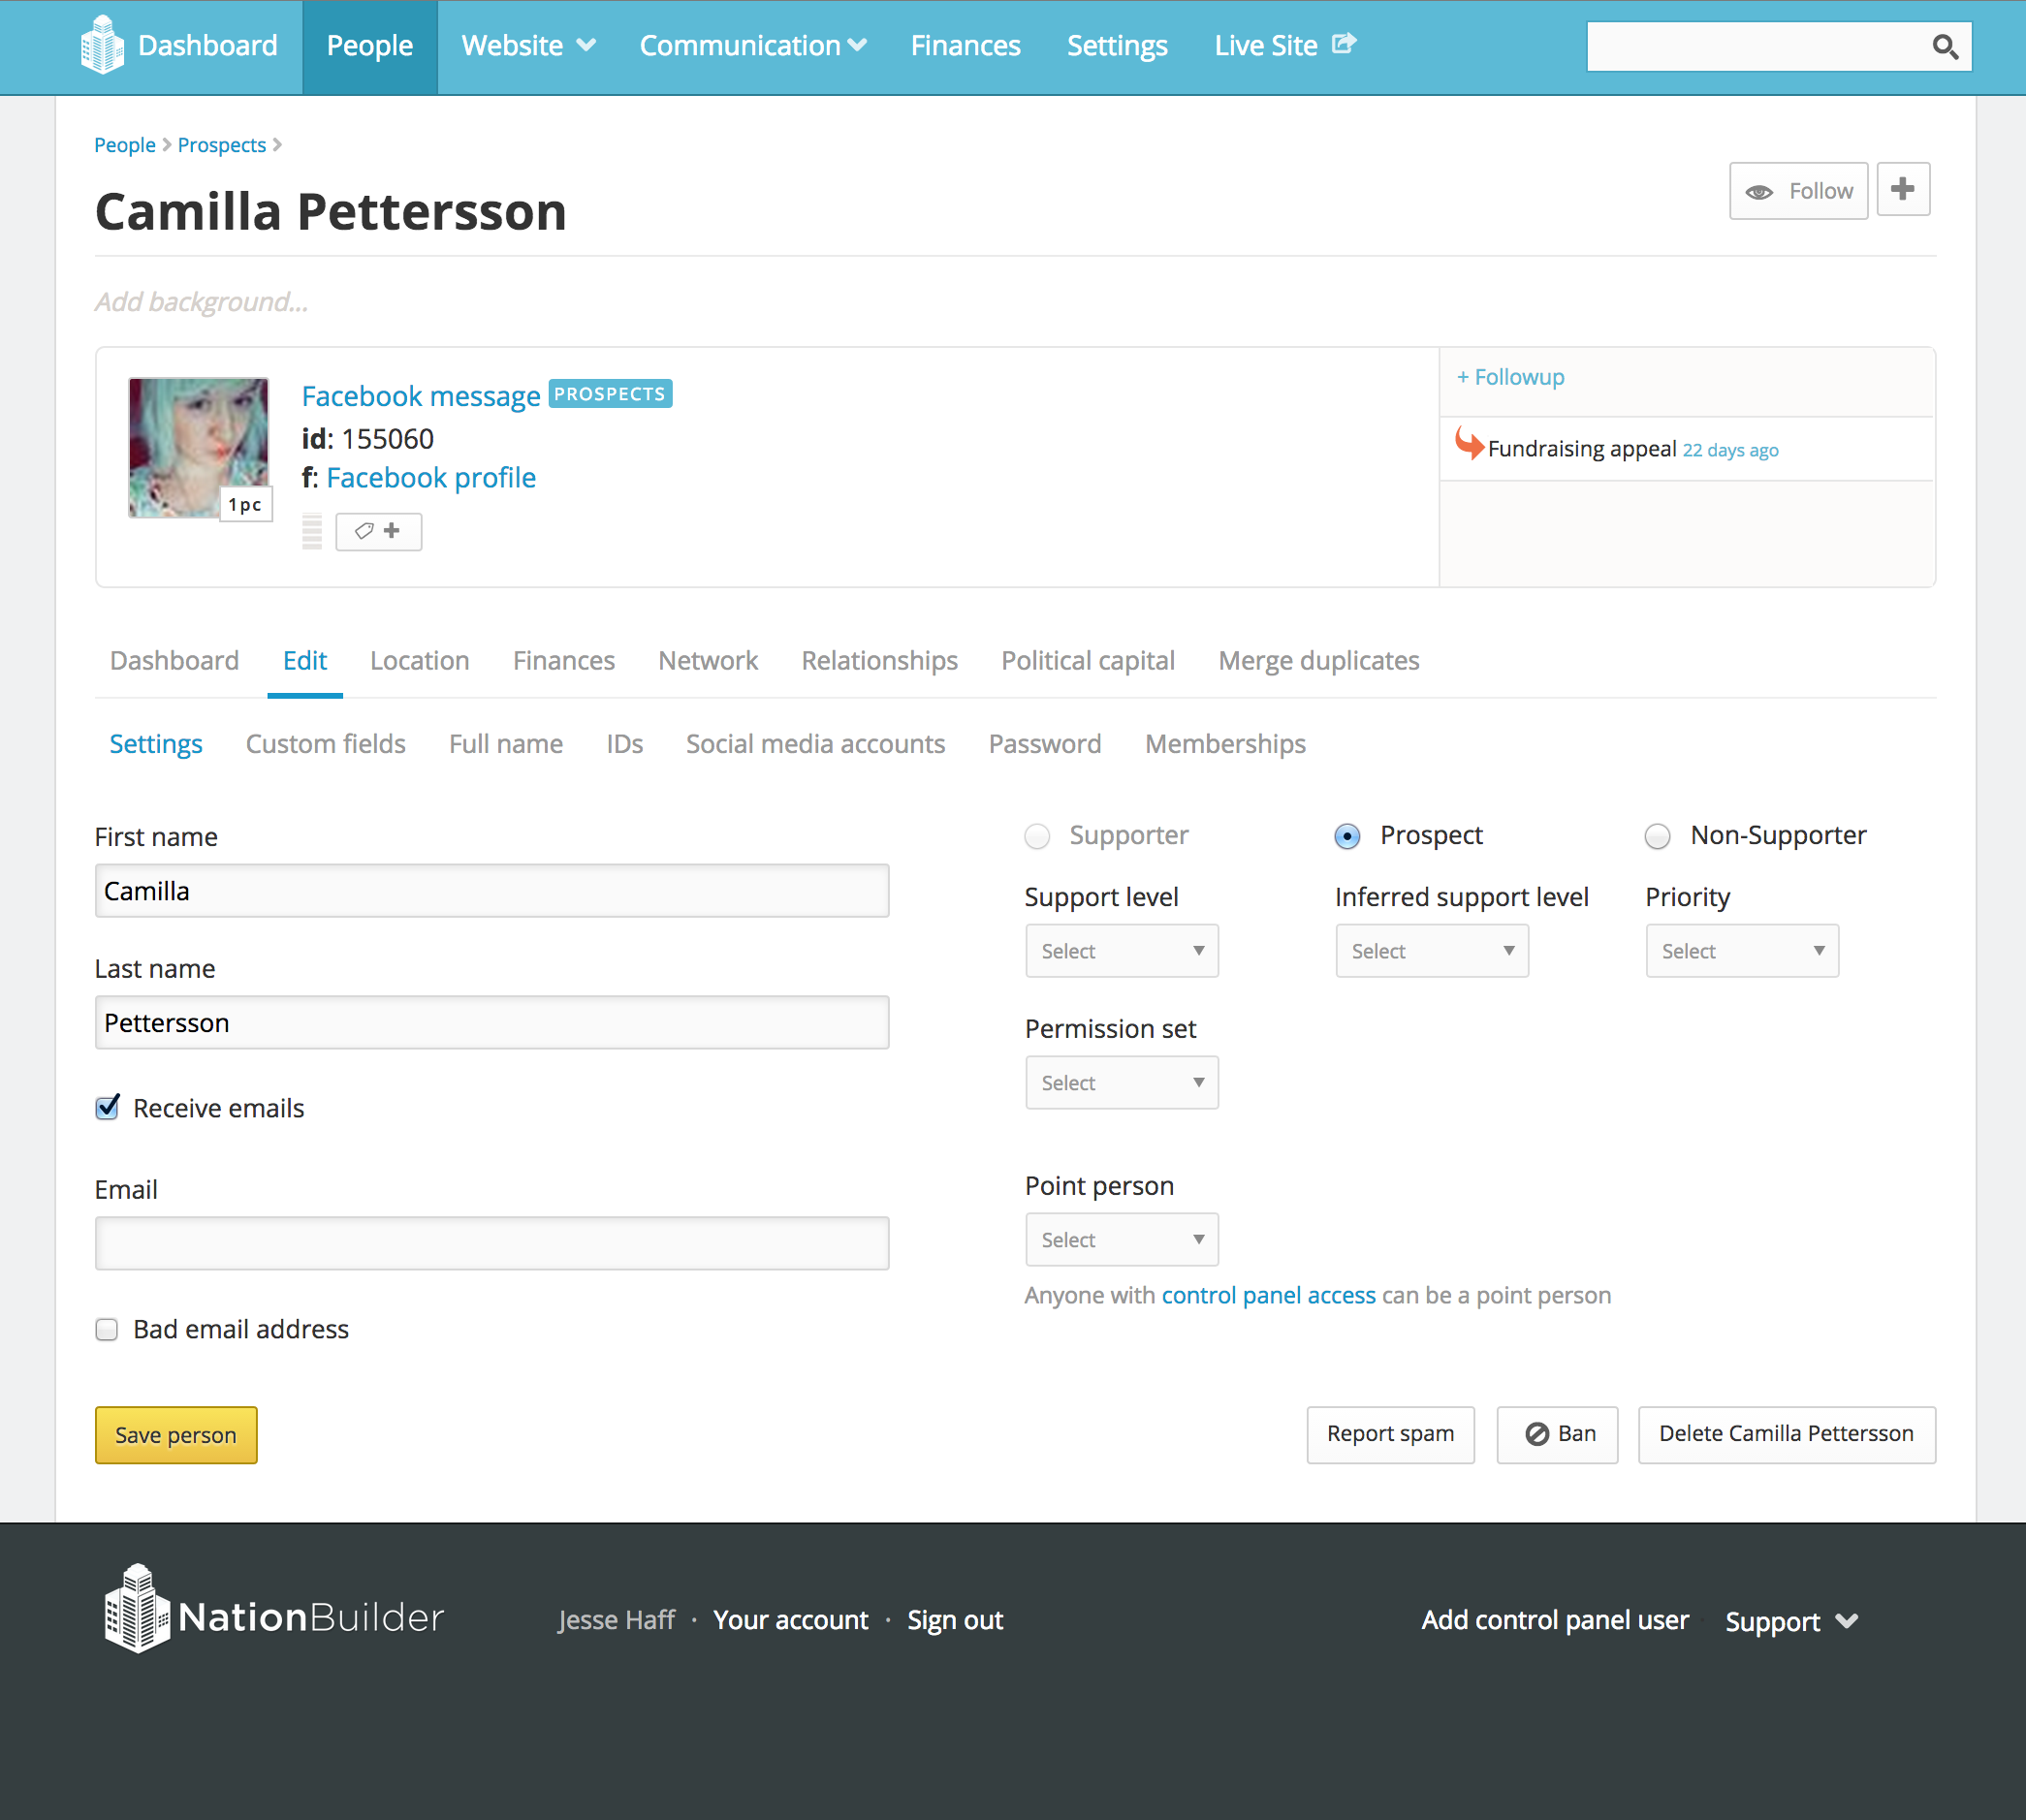 Dashboard People Website Communication Finances Settings Live Site
People > Prospects >
Camilla Pettersson
Follow
Add background...
Facebook message PROSPECTS
id: 155060
f: Facebook profile
1pc
+ Followup
Fundraising appeal 22 days ago
Dashboard Edit Location Finances Network Relationships Political capital Merge duplicates
Settings Custom fields Full name IDs Social media accounts Password Memberships
First name
Camilla
Last name
Pettersson
Receive emails
Email
Bad email address
Supporter Prospect Non-Supporter
Support level Inferred support level Priority
Select Select Select
Permission set
Select
Point person
Select
Anyone with control panel access can be a point person
Save person Report spam Ban Delete Camilla Pettersson
NationBuilder Jesse Haff · Your account · Sign out Add control panel user Support